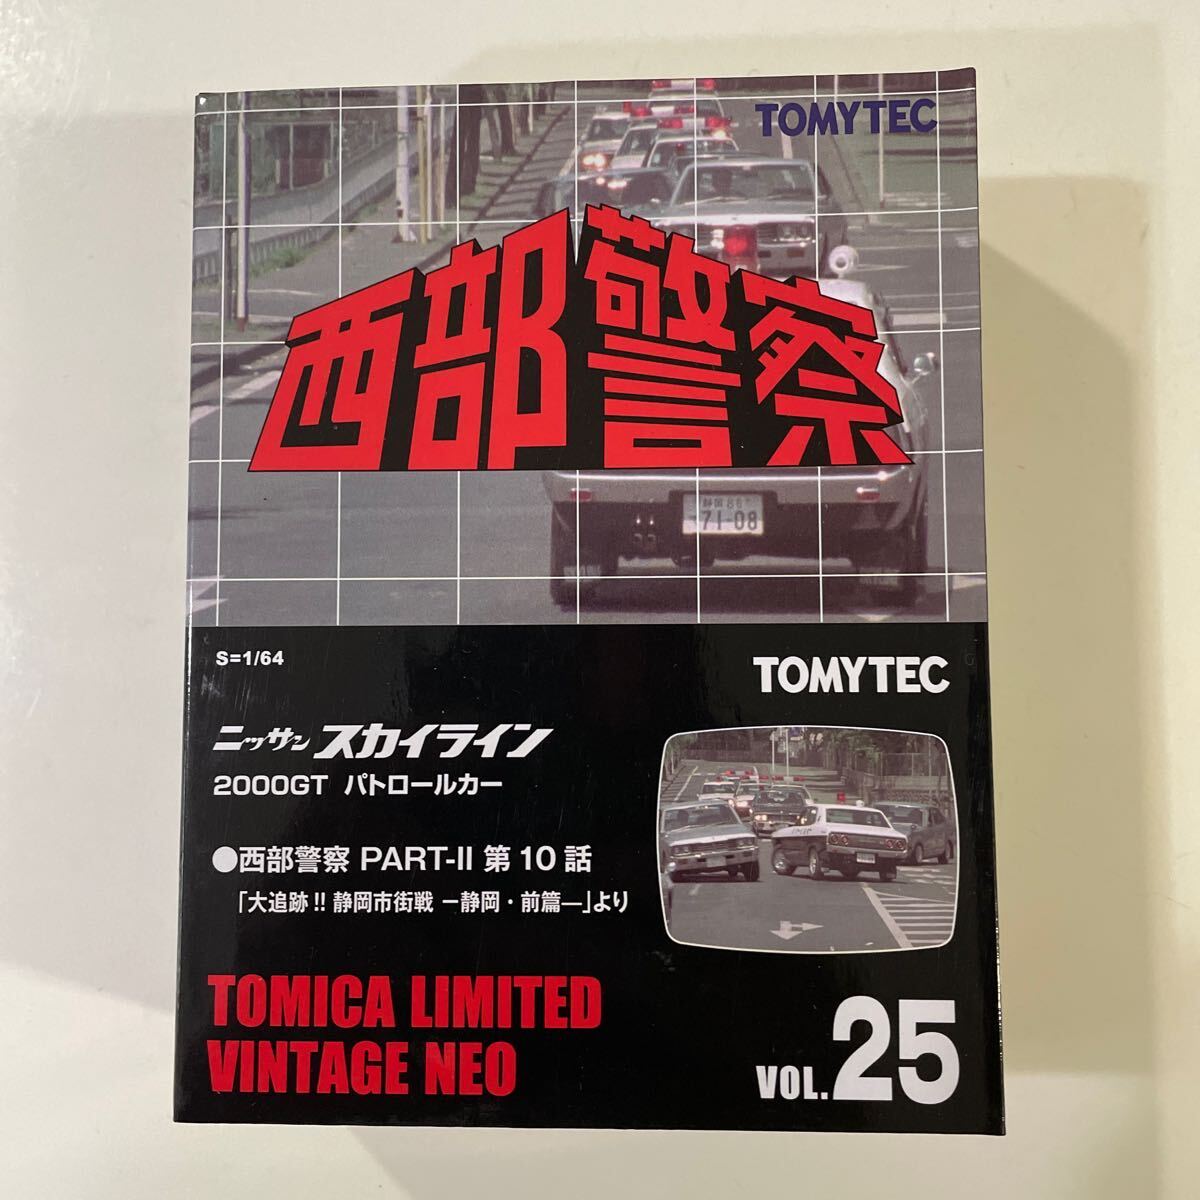 TOMYTEC
西部警察
静岡 86
71-08
S=1/64
TOMYTEC
ニッサン スカイライン
2000GT パトロールカー
●西部警察 PART-II 第10話
「大追跡!! 静岡市街戦 ー静岡・前篇―」より
TOMICA LIMITED
VINTAGE NEO
VOL.25